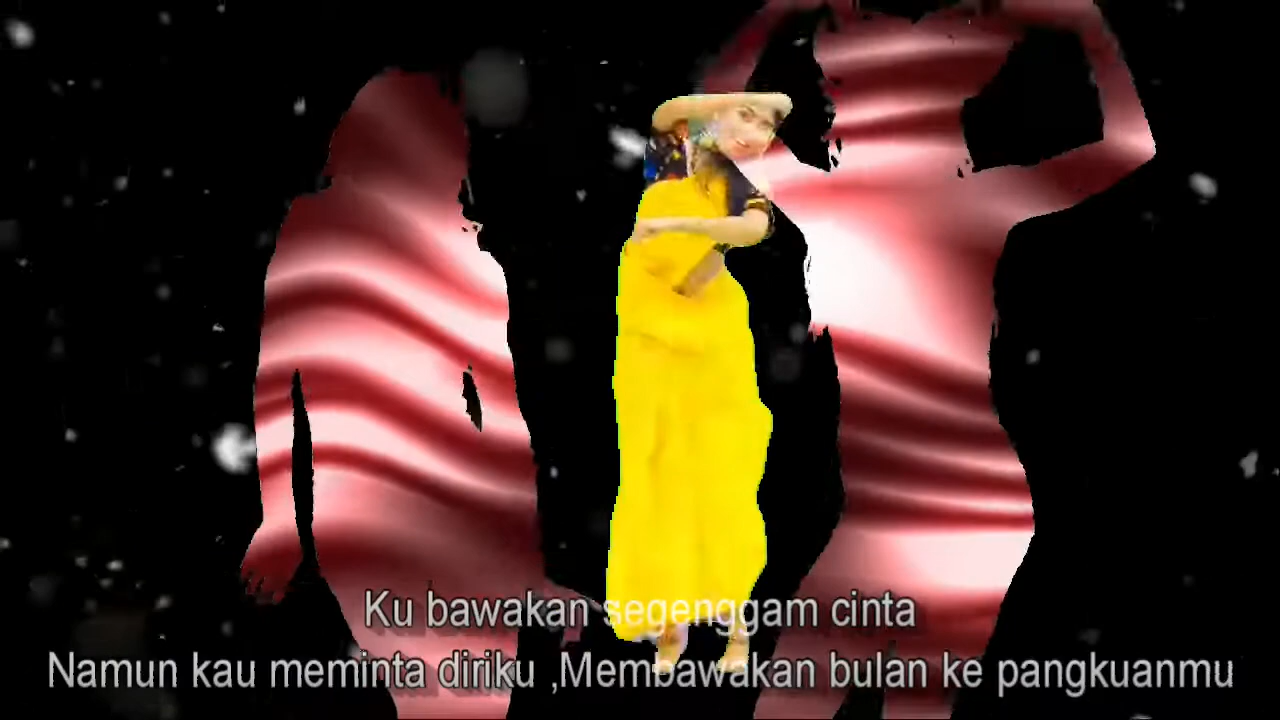 Ku bawakan segenggam cinta
Namun kau meminta diriku ,Membawakan bulan ke pangkuanmu